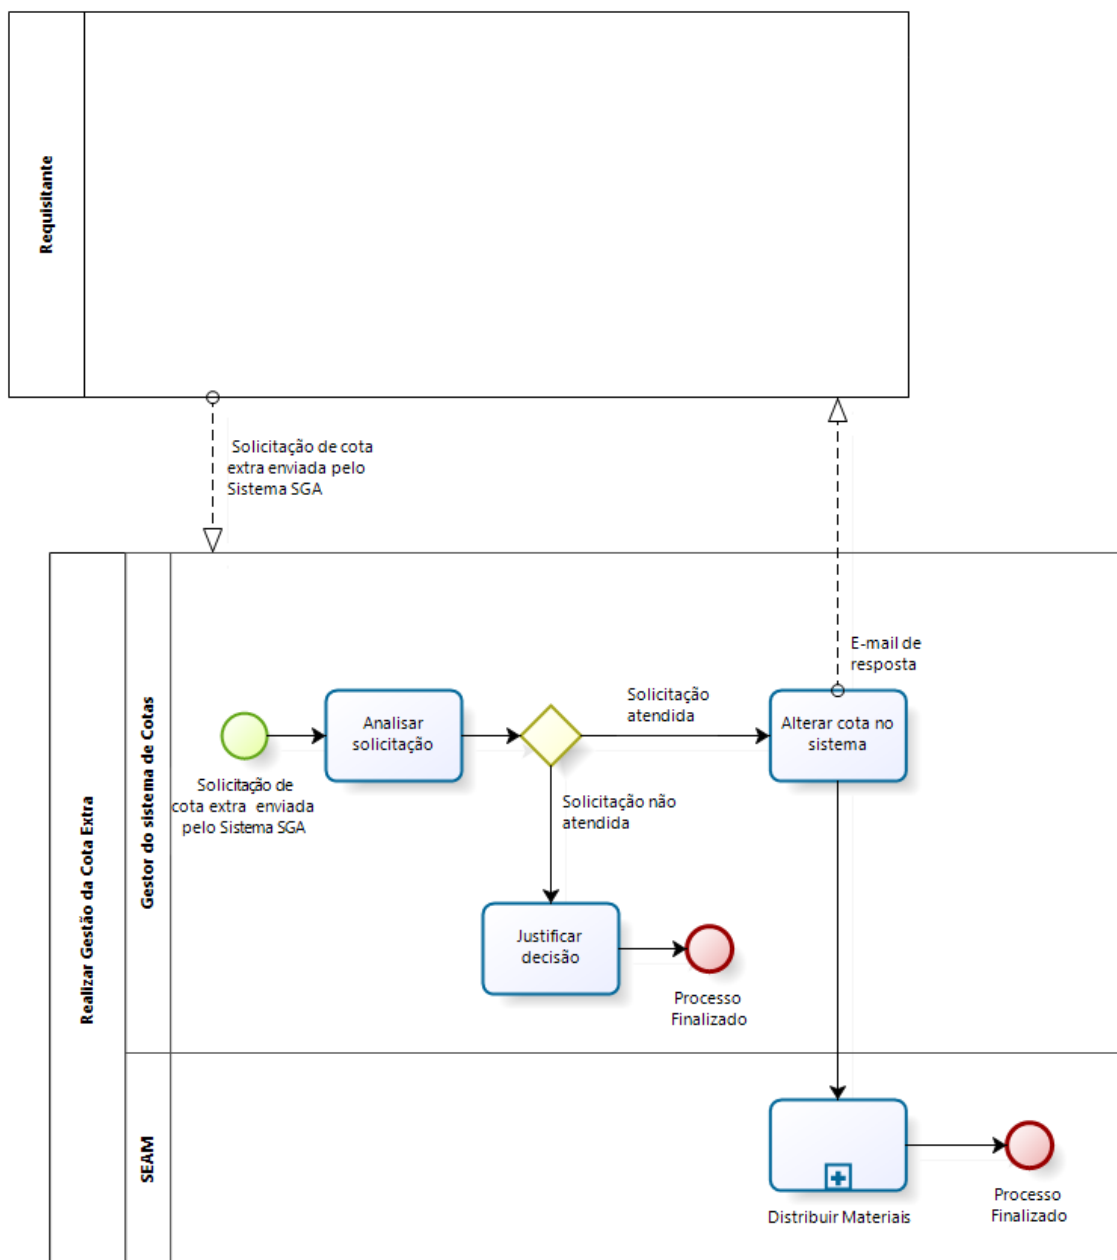 Requisitante
Solicitação de cota
extra enviada pelo
Sistema SGA
E-mail de
resposta
Realizar Gestão da Cota Extra
Gestor do sistema de Cotas
Solicitação de
cota extra enviada
pelo Sistema SGA
Analisar
solicitação
Solicitação
atendida
Alterar cota no
sistema
Solicitação não
atendida
Justificar
decisão
Processo
Finalizado
SEAM
Distribuir Materiais
Processo
Finalizado